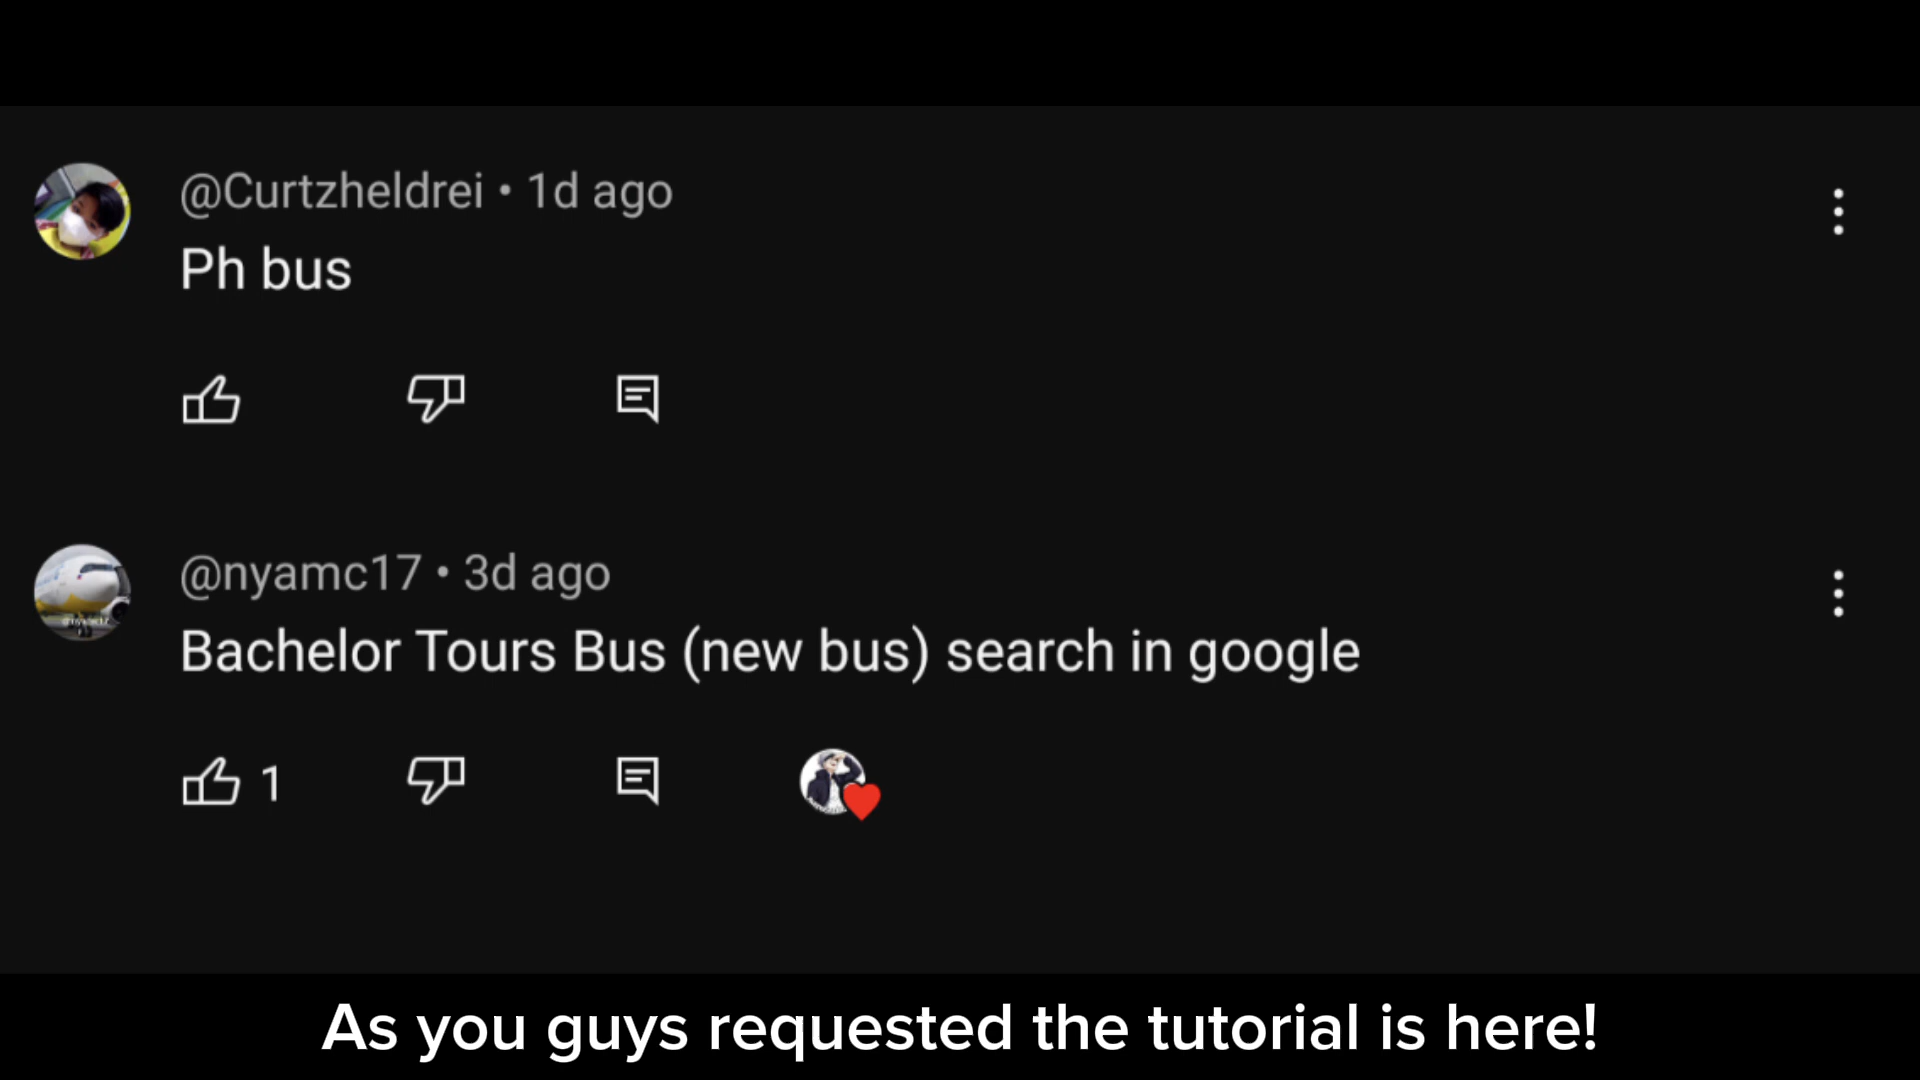 @Curtzheldrei • 1d ago
Ph bus
@nyamc17 • 3d ago
Bachelor Tours Bus (new bus) search in google
1
As you guys requested the tutorial is here!